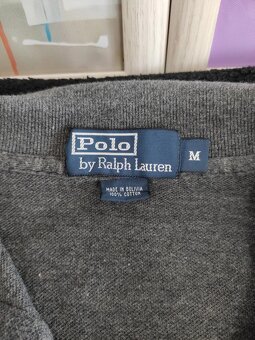 Polo
by Ralph Lauren
M
MADE IN BOLIVIA
100% COTTON